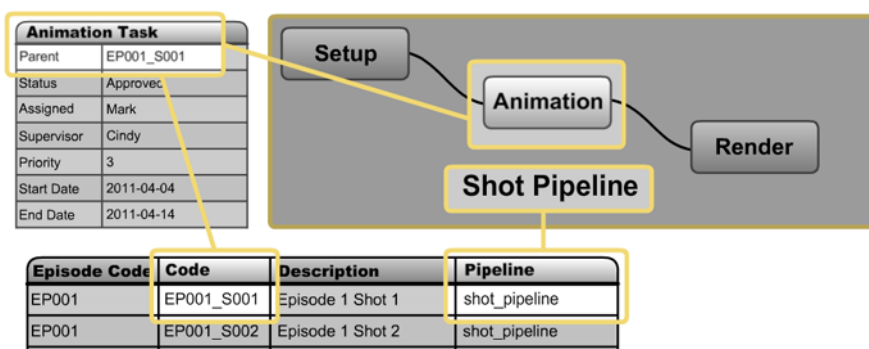 Animation Task
Parent EP001_S001
Status Approved
Assigned Mark
Supervisor Cindy
Priority 3
Start Date 2011-04-04
End Date 2011-04-14
Setup
Animation
Render
Shot Pipeline
Episode Code Code Description Pipeline
EP001 EP001_S001 Episode 1 Shot 1 shot_pipeline
EP001 EP001_S002 Episode 1 Shot 2 shot_pipeline